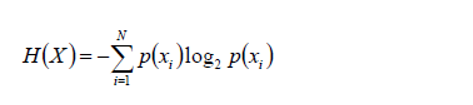 H(X)=-∑_{i=1}^{N} p(x_i)log_2 p(x_i)